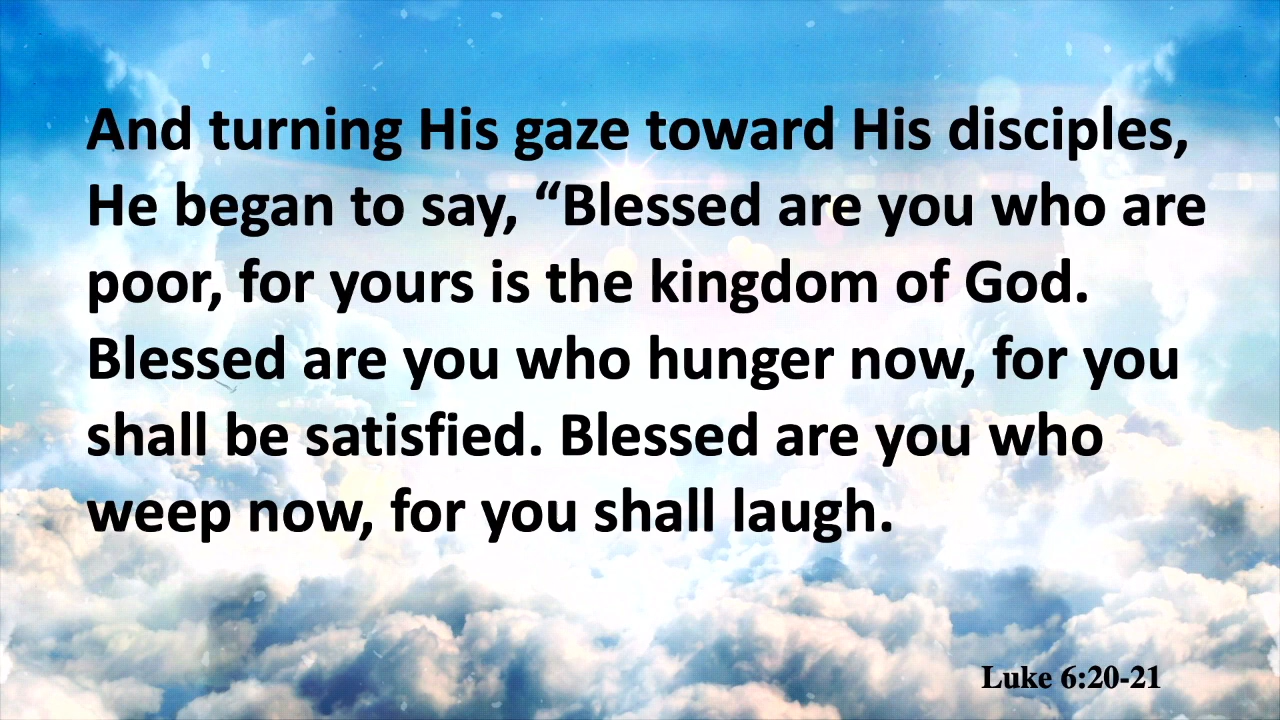 And turning His gaze toward His disciples,
He began to say, “Blessed are you who are
poor, for yours is the kingdom of God.
Blessed are you who hunger now, for you
shall be satisfied. Blessed are you who
weep now, for you shall laugh.
Luke 6:20-21